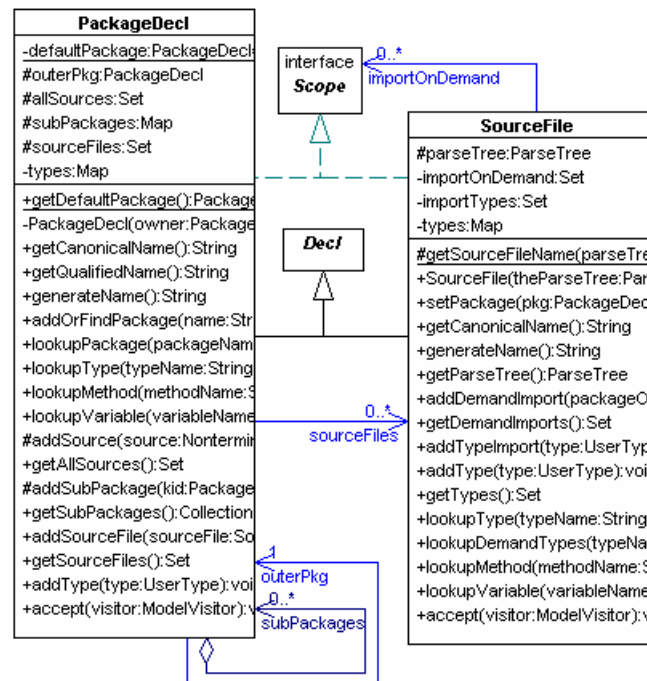 PackageDecl
-defaultPackage:PackageDecl
#outerPkg:PackageDecl
#allSources:Set
#subPackages:Map
#sourceFiles:Set
-types:Map
+getDefaultPackage():Package
-PackageDecl(owner:Package
+getCanonicalName():String
+getQualifiedName():String
+generateName():String
+addOrFindPackage(name:Str
+lookupPackage(packageNam
+lookupType(typeName:String
+lookupMethod(methodName:S
+lookupVariable(variableName
#addSource(source:Nontermin
+getAllSources():Set
#addSubPackage(kid:Package
+getSubPackages():Collection
+addSourceFile(sourceFile:So
+getSourceFiles():Set
+addType(type:UserType):voi
+accept(visitor:ModelVisitor):v
interface
Scope
0..*
importOnDemand
Decl
0..*
sourceFiles
1
outerPkg
0..*
subPackages
SourceFile
#parseTree:ParseTree
-importOnDemand:Set
-importTypes:Set
-types:Map
#getSourceFileName(parseTre
+SourceFile(theParseTree:Par
+setPackage(pkg:PackageDec
+getCanonicalName():String
+generateName():String
+getParseTree():ParseTree
+addDemandImport(packageO
+getDemandImports():Set
+addTypeImport(type:UserTyp
+addType(type:UserType):voi
+getTypes():Set
+lookupType(typeName:String
+lookupDemandTypes(typeNa
+lookupMethod(methodName:S
+lookupVariable(variableName
+accept(visitor:ModelVisitor):v